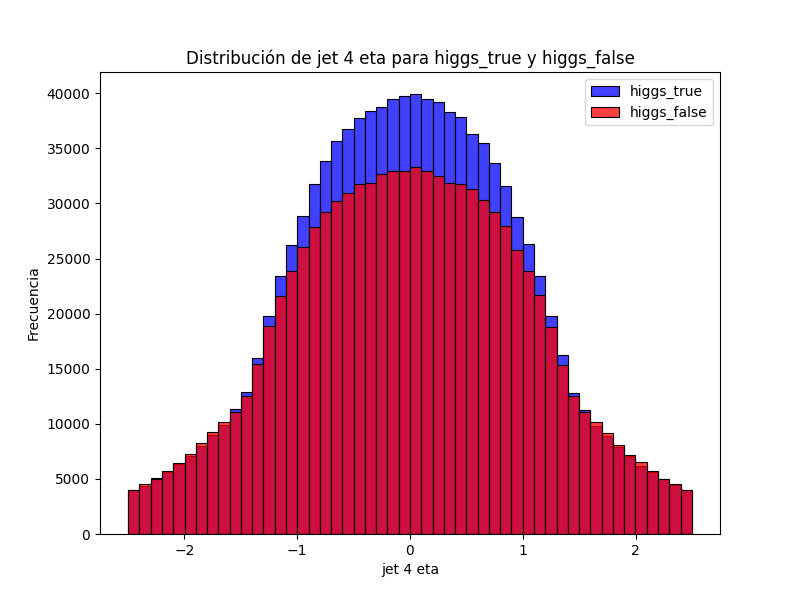 Distribución de jet 4 eta para higgs_true y higgs_false
higgs_true
higgs_false
Frecuencia
40000
35000
30000
25000
20000
15000
10000
5000
0
−2
−1
0
1
2
jet 4 eta